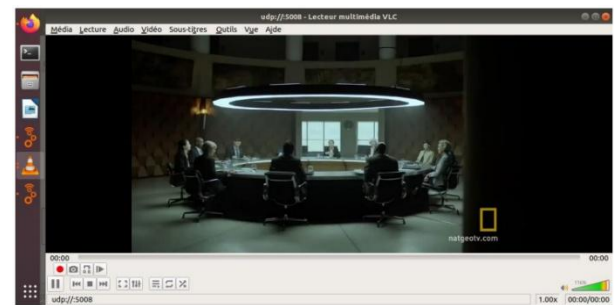 udp://:5008 - Lecteur multimédia VLC
Média Lecture Audio Vidéo Sous-titres Outils Vue Aide
natgeotv.com
00:00 00:00
udp://:5008 1.00x 00:00/00:00